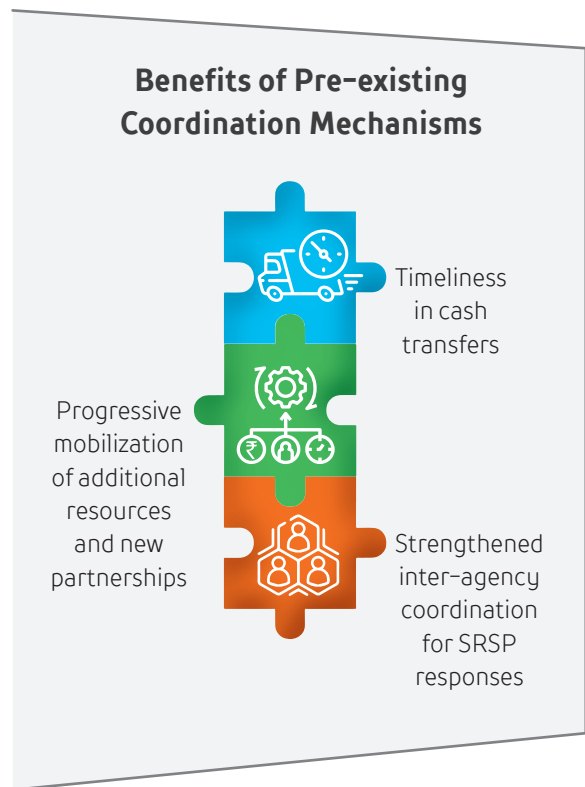 Benefits of Pre-existing
Coordination Mechanisms
Timeliness
in cash
transfers
₹
Progressive
mobilization
of additional
resources
and new
partnerships
Strengthened
inter-agency
coordination
for SRSP
responses